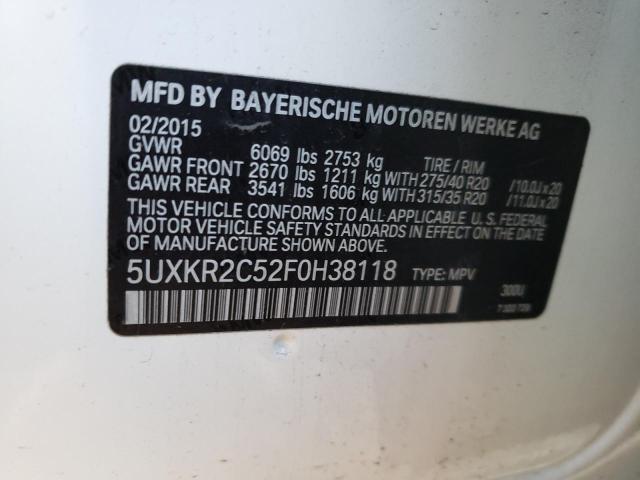 MFD BY BAYERISCHE MOTOREN WERKE AG
02/2015
GVWR 6069 lbs 2753 kg TIRE / RIM
GAWR FRONT 2670 lbs 1211 kg WITH 275/40 R20 /10.0J x 20
GAWR REAR 3541 lbs 1606 kg WITH 315/35 R20 /11.0J x 20
THIS VEHICLE CONFORMS TO ALL APPLICABLE U. S. FEDERAL
MOTOR VEHICLE SAFETY STANDARDS IN EFFECT ON THE DATE OF
MANUFACTURE SHOWN ABOVE.
5UXKR2C52F0H38118 TYPE: MPV 300U